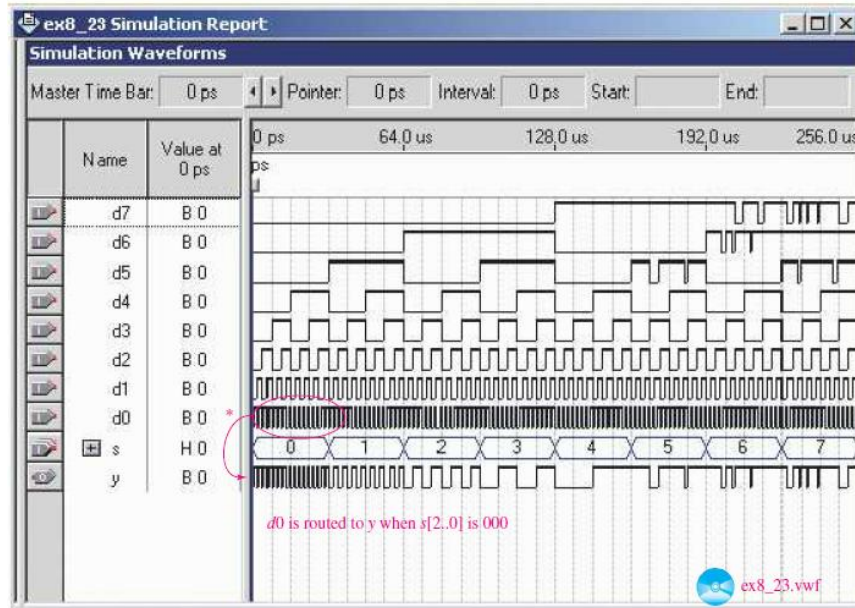 ex8_23 Simulation Report
Simulation Waveforms
Master Time Bar: 0 ps Pointer: 0 ps Interval: 0 ps Start: End:
Name Value at 0 ps
0 ps 64.0 us 128.0 us 192.0 us 256.0 us
ps
d7 B 0
d6 B 0
d5 B 0
d4 B 0
d3 B 0
d2 B 0
d1 B 0
d0 B 0 *
s H 0 0 1 2 3 4 5 6 7
y B 0
d0 is routed to y when s[2..0] is 000
ex8_23.vwf